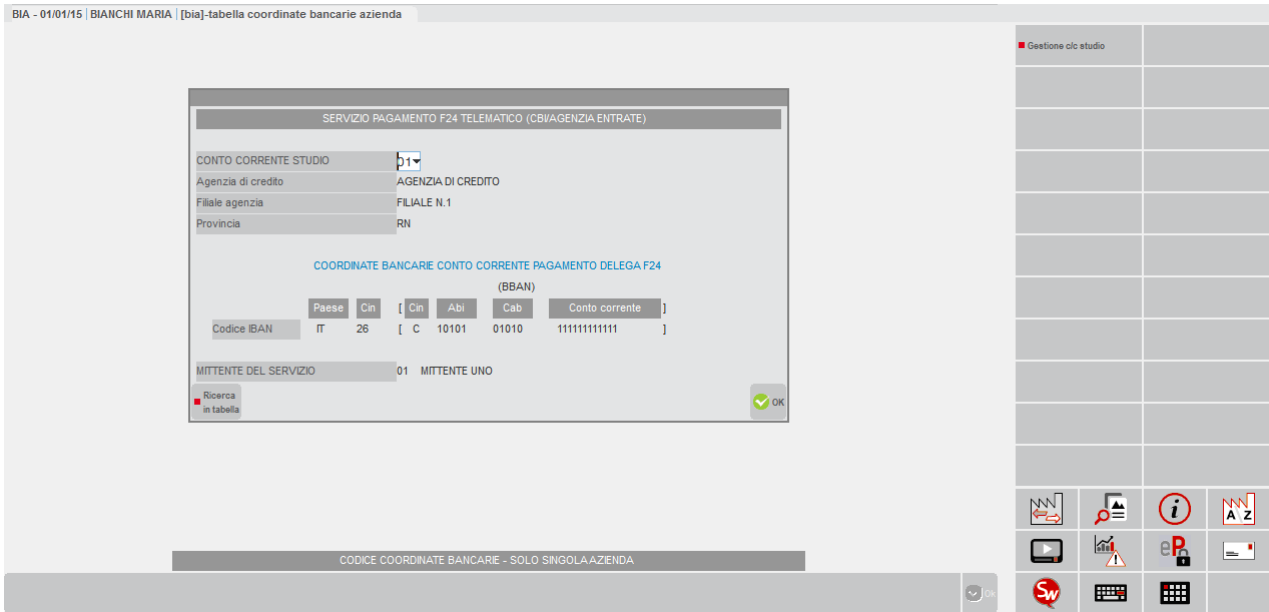 BIA - 01/01/15 | BIANCHI MARIA | [bia]-tabella coordinate bancarie azienda
Gestione c/c studio
SERVIZIO PAGAMENTO F24 TELEMATICO (CBI/AGENZIA ENTRATE)
CONTO CORRENTE STUDIO 01
Agenzia di credito AGENZIA DI CREDITO
Filiale agenzia FILIALE N.1
Provincia RN
COORDINATE BANCARIE CONTO CORRENTE PAGAMENTO DELEGA F24
(BBAN)
Paese Cin [ Cin Abi Cab Conto corrente ]
Codice IBAN IT 26 [ C 10101 01010 111111111111 ]
MITTENTE DEL SERVIZIO 01 MITTENTE UNO
Ricerca
in tabella
OK
A Z
i
eP
CODICE COORDINATE BANCARIE - SOLO SINGOLA AZIENDA
Ok
Sw